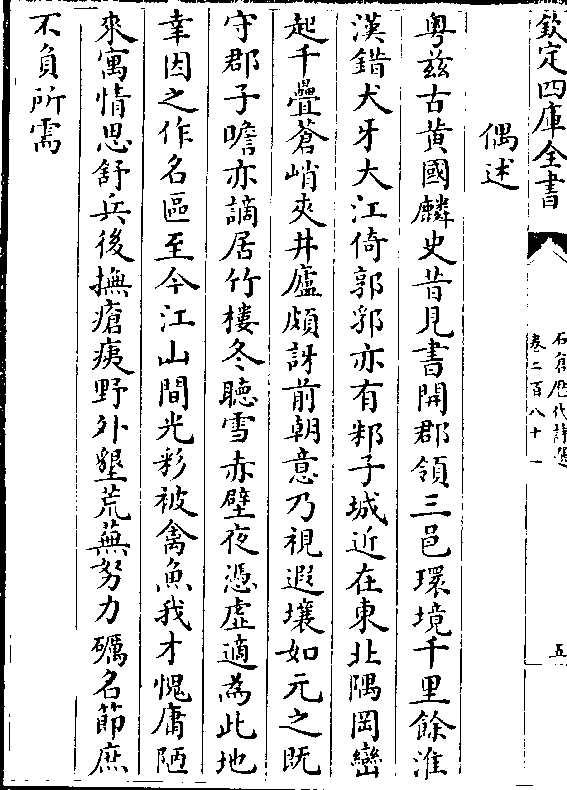 欽定四庫全書
石倉歷代詩選
卷二百八十一
五
偶述
粤兹古黄國麟史昔見書開郡領三邑環境千里餘淮
漢錯犬牙大江倚郭郛亦有邾子城近在東北隅岡巒
起千疊蒼峭夾井廬頗訝前朝意乃視遐壤如元之既
守郡子瞻亦謫居竹樓冬聽雪赤壁夜憑虚適為此地
幸因之作名區至今江山間光彩被禽魚我才愧庸陋
來寓情思舒兵後撫瘡痍野外墾荒蕪努力礪名節庶
不負所需